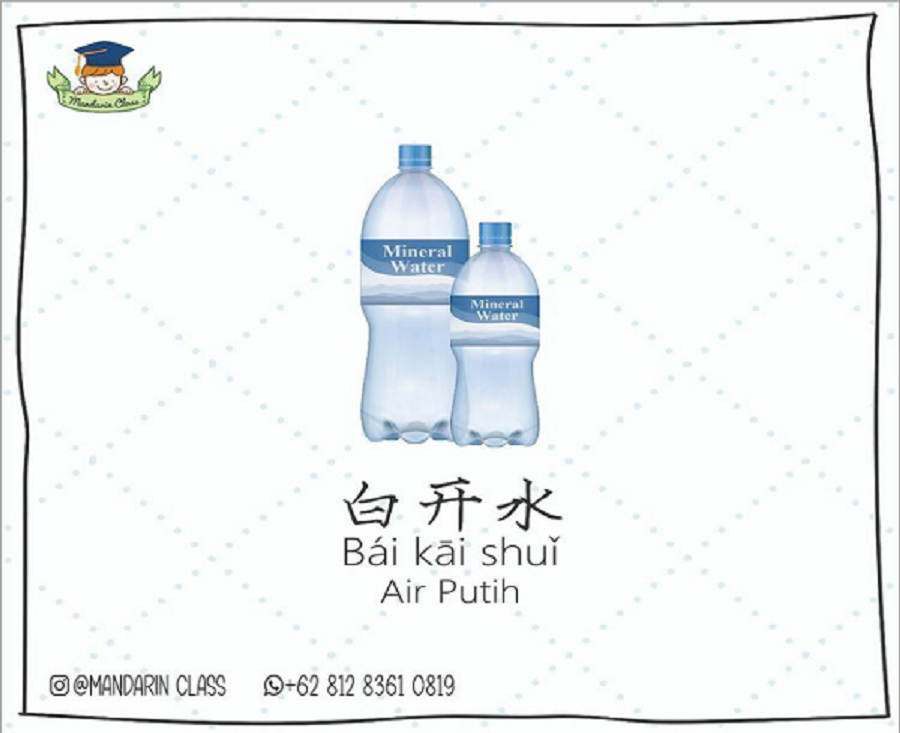 Mandarin Class
Mineral
Water
Mineral
Water
白开水
Bái kāi shuǐ
Air Putih
@MANDARIN CLASS +62 812 8361 0819